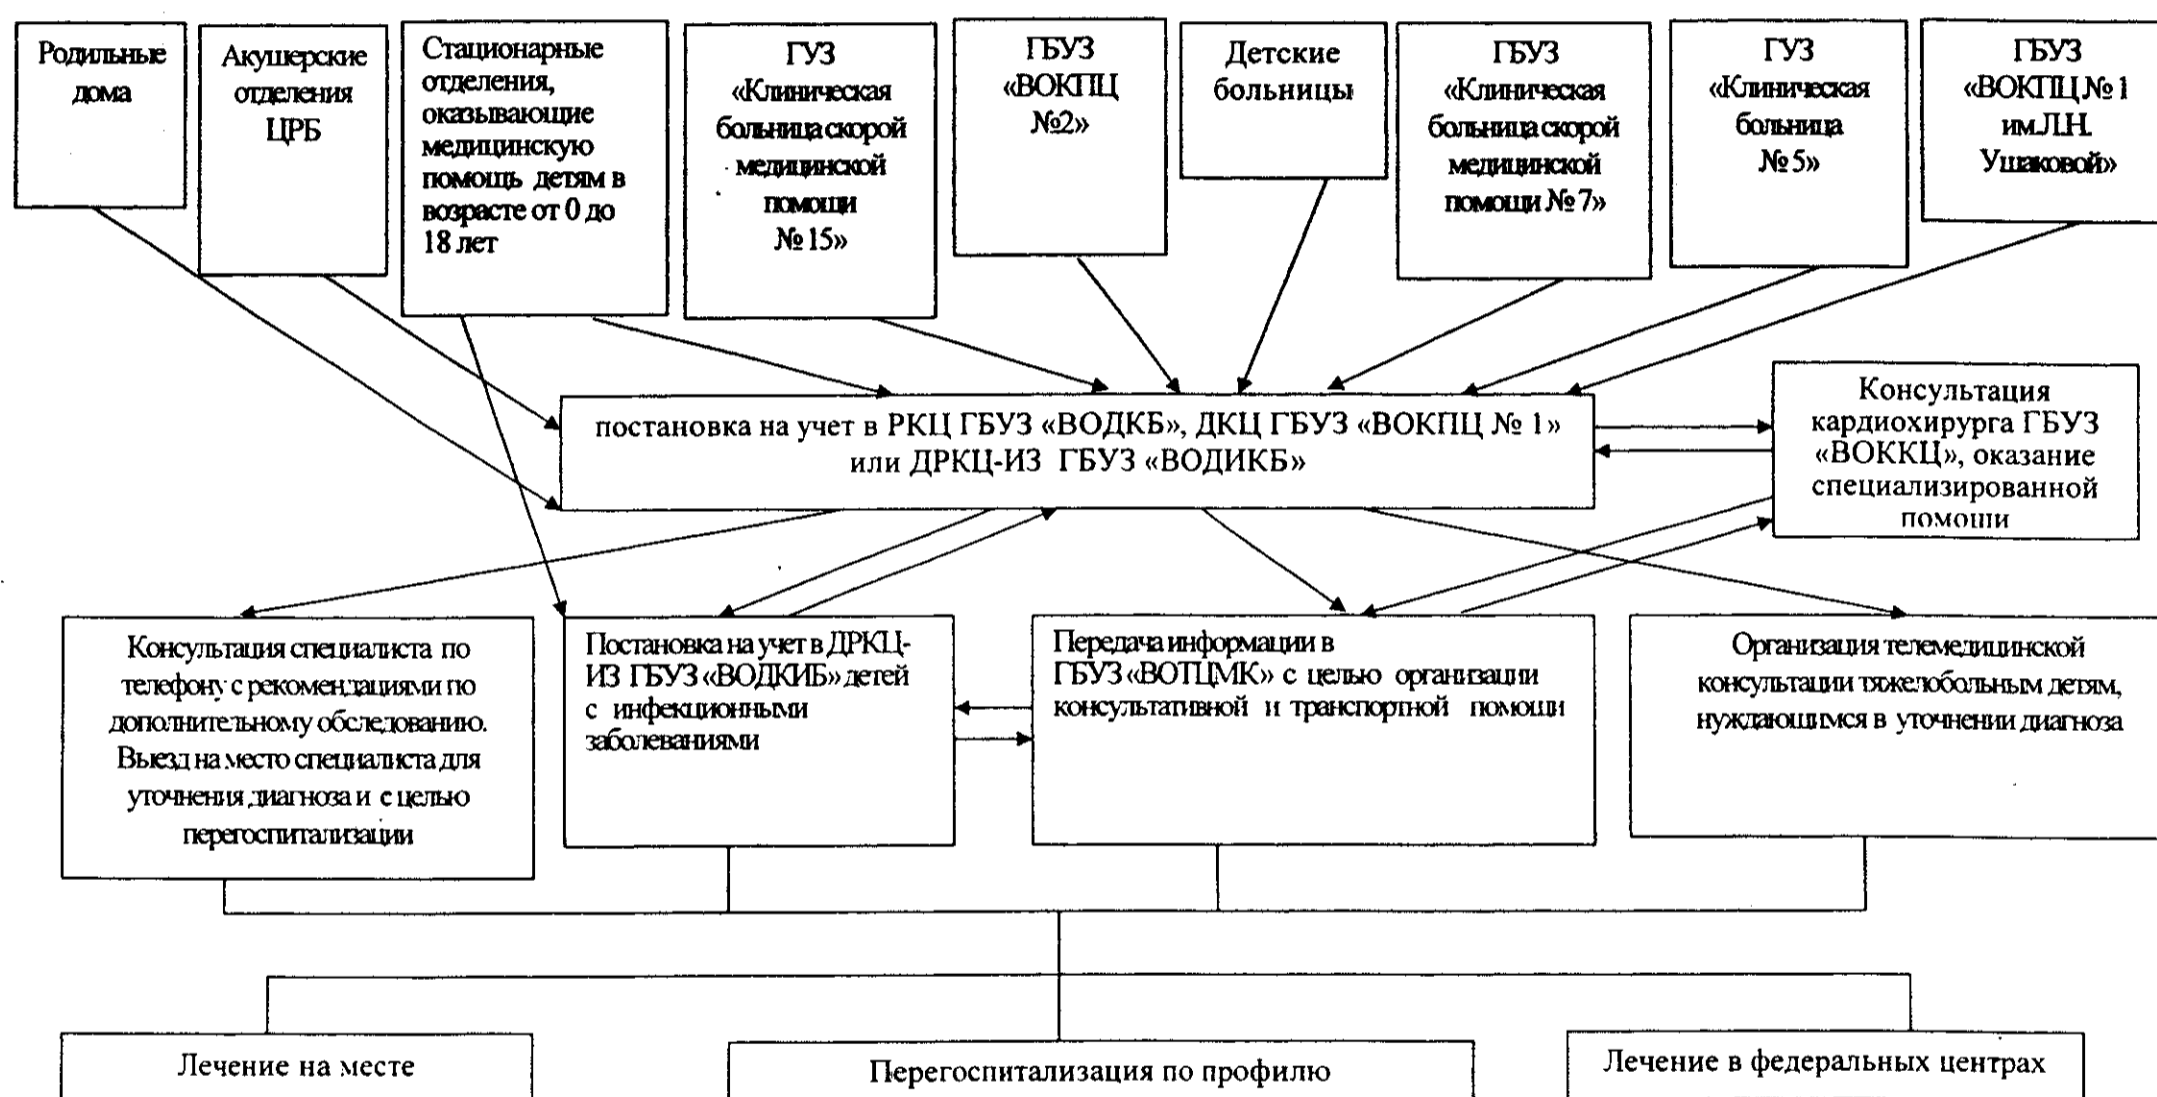 Родильные
дома
Акушерские
отделения
ЦРБ
Стационарные
отделения,
оказывающие
медицинскую
помощь детям в
возрасте от 0 до
18 лет
ГУЗ
«Клиническая
больница скорой
медицинской
помощи
№ 15»
ГБУЗ
«ВОКПЦ
№2»
Детские
больницы
ГБУЗ
«Клиническая
больница скорой
медицинской
помощи № 7»
ГУЗ
«Клиническая
больница
№ 5»
ГБУЗ
«ВОКПЦ № 1
им.Л.Н.
Ушаковой»
постановка на учет в РКЦ ГБУЗ «ВОДКБ», ДКЦ ГБУЗ «ВОКПЦ № 1»
или ДРКЦ-ИЗ ГБУЗ «ВОДИКБ»
Консультация
кардиохирурга ГБУЗ
«ВОККЦ», оказание
специализированной
помощи
Консультация специалиста по
телефону с рекомендациями по
дополнительному обследованию.
Выезд на место специалиста для
уточнения диагноза и с целью
перегоспитализации
Постановка на учет в ДРКЦ-
ИЗ ГБУЗ «ВОДКИБ» детей
с инфекционными
заболеваниями
Передача информации в
ГБУЗ «ВОТЦМК» с целью организации
консультативной и транспортной помощи
Организация телемедицинской
консультации тяжелобольным детям,
нуждающимся в уточнении диагноза
Лечение на месте
Перегоспитализация по профилю
Лечение в федеральных центрах